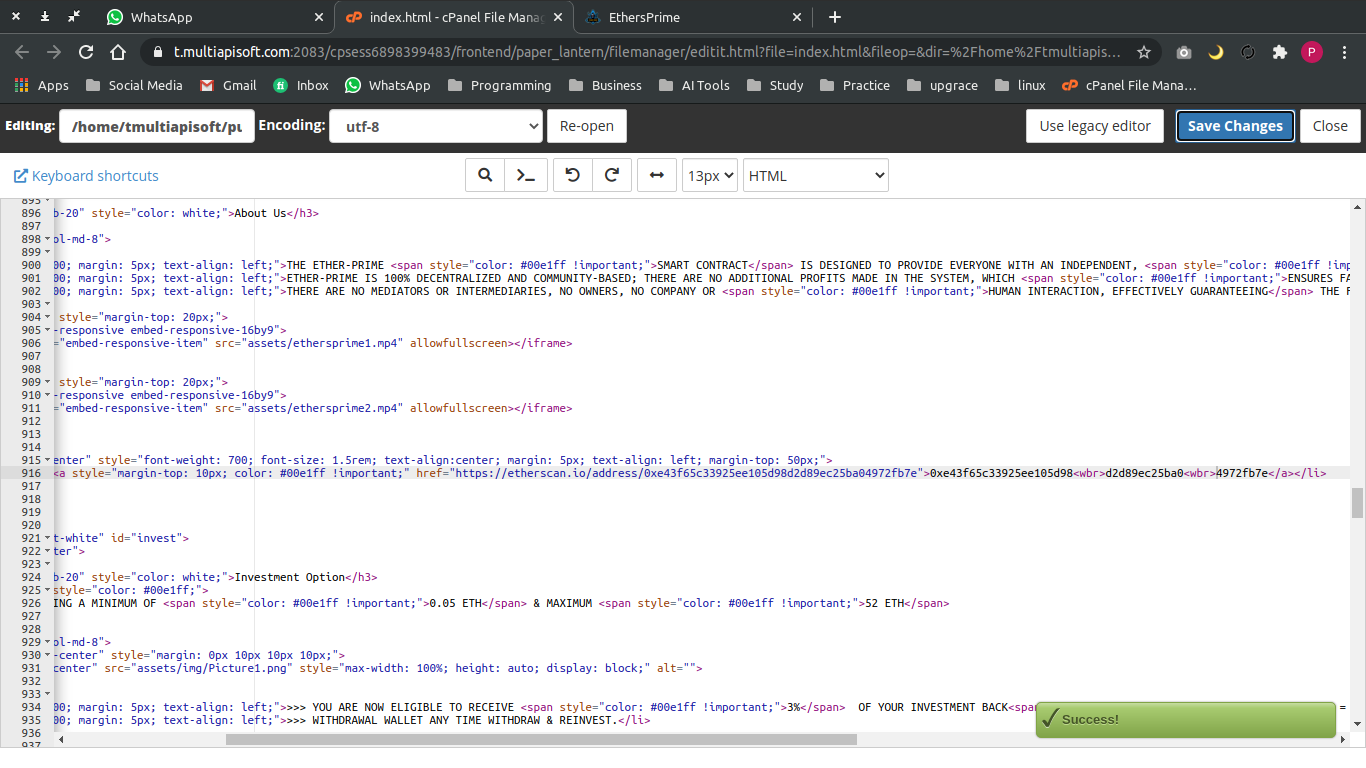 WhatsApp
index.html - cPanel File Mana
EthersPrime
t.multiapisoft.com:2083/cpsess6898399483/frontend/paper_lantern/filemanager/editit.html?file=index.html&fileop=&dir=%2Fhome%2Ftmultiapis...
P
Apps Social Media Gmail Inbox WhatsApp Programming Business AI Tools Study Practice upgrace linux cPanel File Mana...
Editing: /home/tmultiapisoft/pu Encoding: utf-8 Re-open Use legacy editor Save Changes Close
Keyboard shortcuts 13px HTML
895
896 b-20" style="color: white;">About Us</h3>
897
898 ol-md-8">
899
900 00; margin: 5px; text-align: left;">THE ETHER-PRIME <span style="color: #00e1ff !important;">SMART CONTRACT</span> IS DESIGNED TO PROVIDE EVERYONE WITH AN INDEPENDENT, <span style="color: #00e1ff !imp
901 00; margin: 5px; text-align: left;">ETHER-PRIME IS 100% DECENTRALIZED AND COMMUNITY-BASED; THERE ARE NO ADDITIONAL PROFITS MADE IN THE SYSTEM, WHICH <span style="color: #00e1ff !important;">ENSURES FA
902 00; margin: 5px; text-align: left;">THERE ARE NO MEDIATORS OR INTERMEDIARIES, NO OWNERS, NO COMPANY OR <span style="color: #00e1ff !important;">HUMAN INTERACTION, EFFECTIVELY GUARANTEEING</span> THE F
903
904 style="margin-top: 20px;">
905 -responsive embed-responsive-16by9">
906 ="embed-responsive-item" src="assets/ethersprime1.mp4" allowfullscreen></iframe>
907
908
909 style="margin-top: 20px;">
910 -responsive embed-responsive-16by9">
911 ="embed-responsive-item" src="assets/ethersprime2.mp4" allowfullscreen></iframe>
912
913
914
915 enter" style="font-weight: 700; font-size: 1.5rem; text-align:center; margin: 5px; text-align: left; margin-top: 50px;">
916 <a style="margin-top: 10px; color: #00e1ff !important;" href="https://etherscan.io/address/0xe43f65c33925ee105d98d2d89ec25ba04972fb7e">0xe43f65c33925ee105d98<wbr>d2d89ec25ba0<wbr>4972fb7e</a></li>
917
918
919
920
921 t-white" id="invest">
922 ter">
923
924 b-20" style="color: white;">Investment Option</h3>
925 style="color: #00e1ff;">
926 ING A MINIMUM OF <span style="color: #00e1ff !important;">0.05 ETH</span> & MAXIMUM <span style="color: #00e1ff !important;">52 ETH</span>
927
928
929 ol-md-8">
930 -center" style="margin: 0px 10px 10px 10px;">
931 center" src="assets/img/Picture1.png" style="max-width: 100%; height: auto; display: block;" alt="">
932
933
934 00; margin: 5px; text-align: left;">>>> YOU ARE NOW ELIGIBLE TO RECEIVE <span style="color: #00e1ff !important;">3%</span> OF YOUR INVESTMENT BACK<span
935 00; margin: 5px; text-align: left;">>>> WITHDRAWAL WALLET ANY TIME WITHDRAW & REINVEST.</li>
936
937
Success!